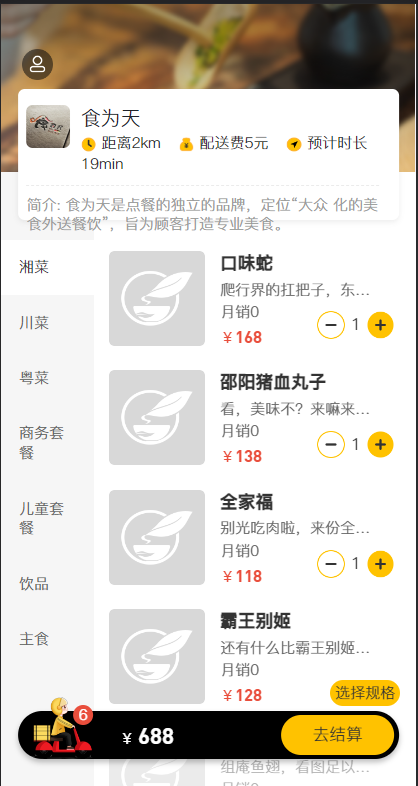 食为天
距离2km 配送费5元 预计时长
19min
简介: 食为天是点餐的独立的品牌，定位“大众 化的美
食外送餐饮”，旨为顾客打造专业美食。
湘菜
川菜
粤菜
商务套
餐
儿童套
餐
饮品
主食
口味蛇
爬行界的扛把子，东...
月销0
￥168
1
邵阳猪血丸子
看，美味不？来嘛来...
月销0
￥138
1
全家福
别光吃肉啦，来份全...
月销0
￥118
1
霸王别姬
还有什么比霸王别姬...
月销0
￥128
选择规格
6
￥ 688
去结算
组庵鱼翅，看图足以...